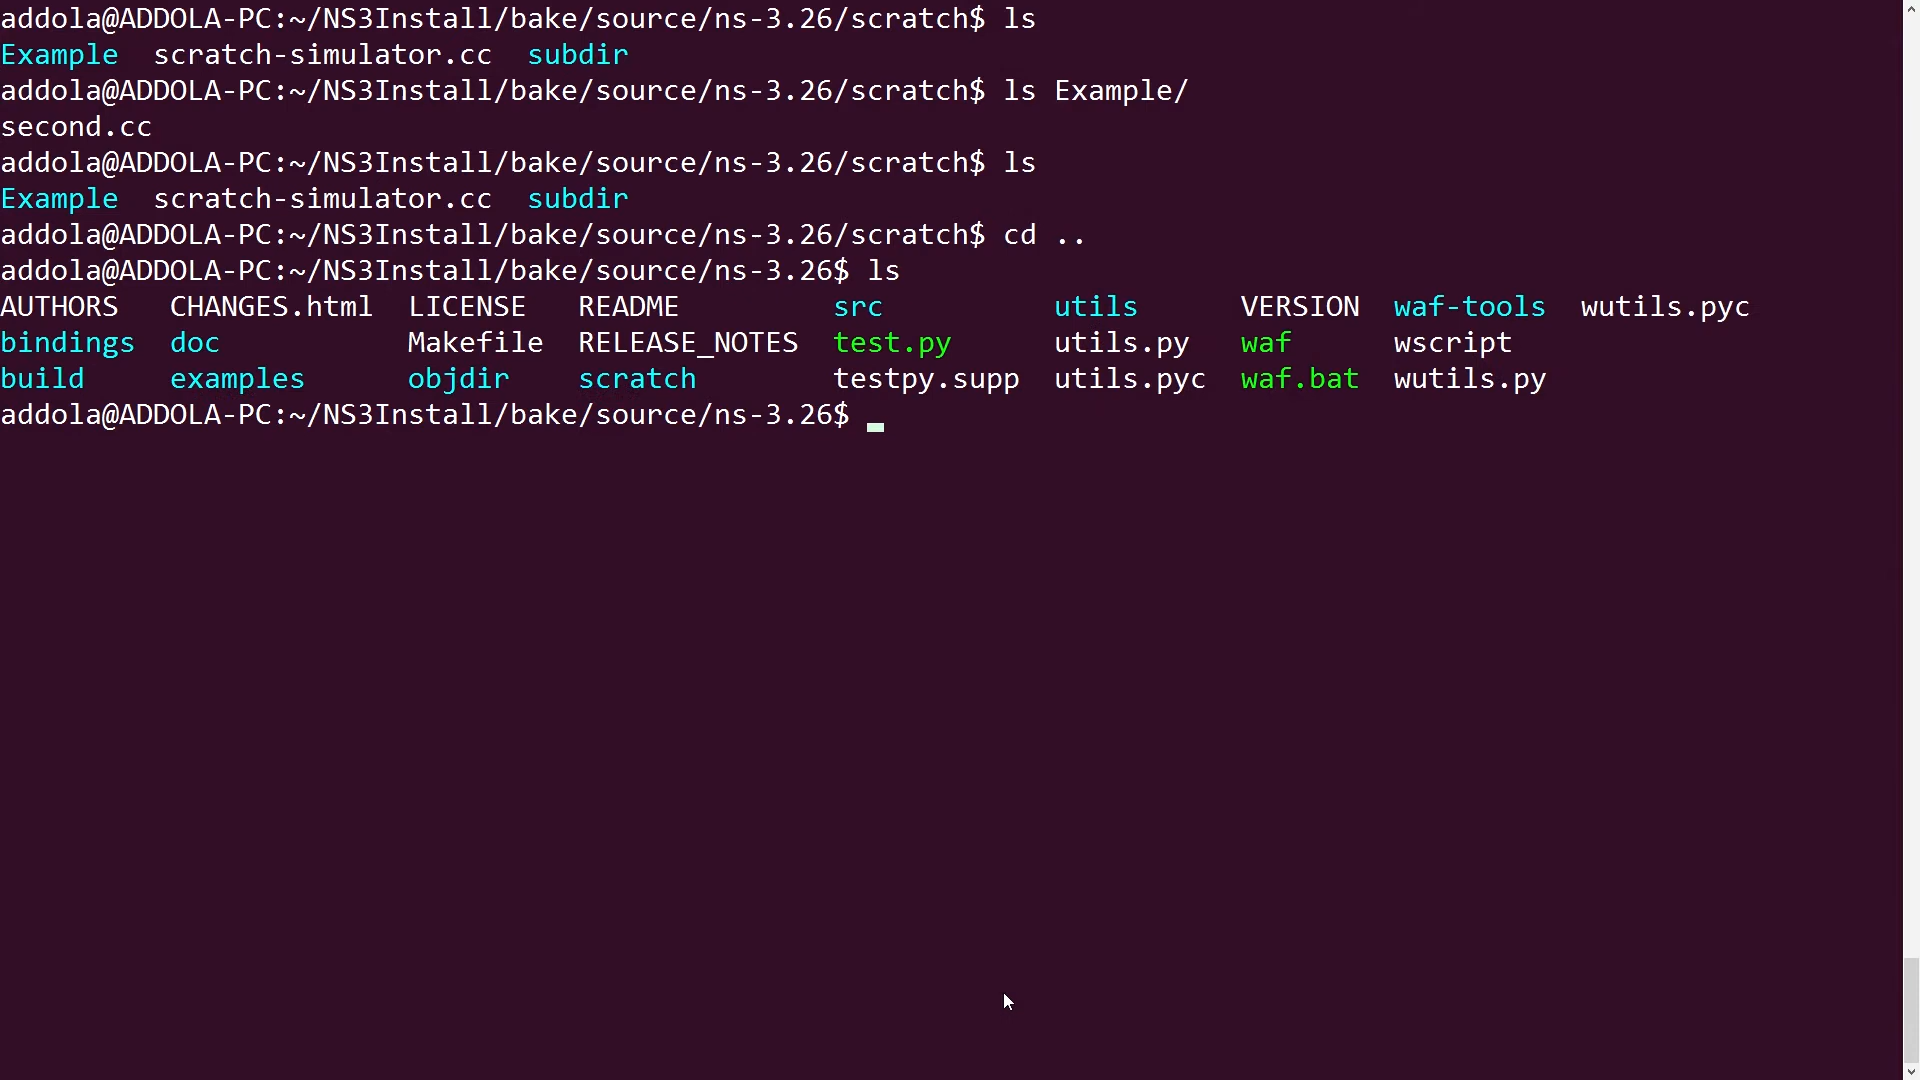 addola@ADDOLA-PC:~/NS3Install/bake/source/ns-3.26/scratch$ ls
Example  scratch-simulator.cc  subdir
addola@ADDOLA-PC:~/NS3Install/bake/source/ns-3.26/scratch$ ls Example/
second.cc
addola@ADDOLA-PC:~/NS3Install/bake/source/ns-3.26/scratch$ ls
Example  scratch-simulator.cc  subdir
addola@ADDOLA-PC:~/NS3Install/bake/source/ns-3.26/scratch$ cd ..
addola@ADDOLA-PC:~/NS3Install/bake/source/ns-3.26$ ls
AUTHORS   CHANGES.html  LICENSE   README         src           utils      VERSION  waf-tools  wutils.pyc
bindings  doc           Makefile  RELEASE_NOTES  test.py       utils.py   waf      wscript
build     examples      objdir    scratch        testpy.supp   utils.pyc  waf.bat  wutils.py
addola@ADDOLA-PC:~/NS3Install/bake/source/ns-3.26$